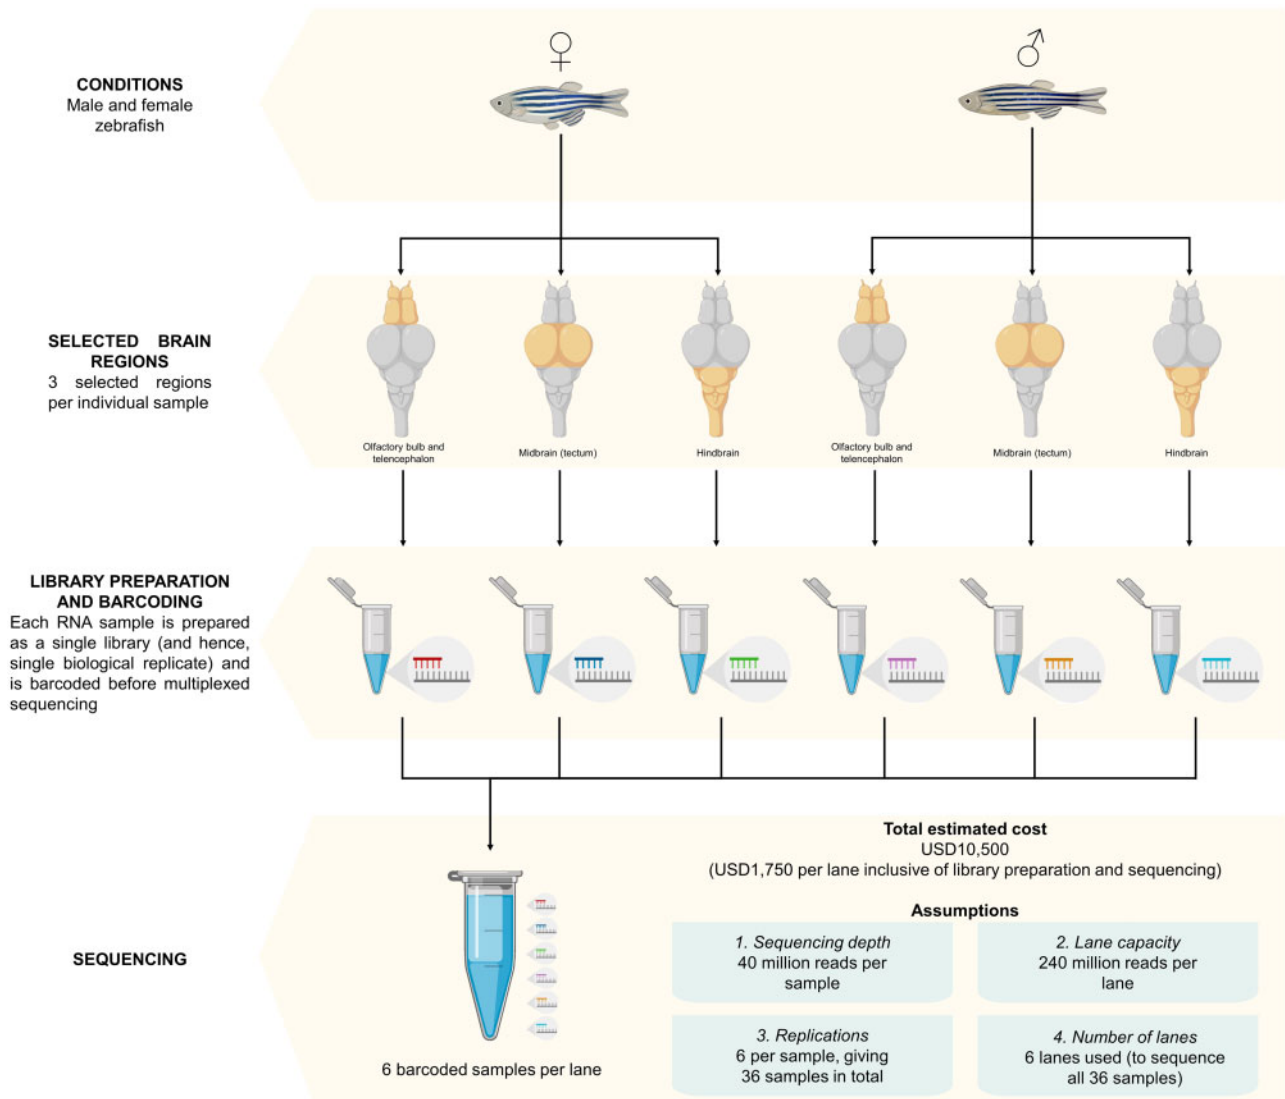 CONDITIONS
Male and female
zebrafish
♀
♂
SELECTED BRAIN
REGIONS
3 selected regions
per individual sample
Olfactory bulb and
telencephalon
Midbrain (tectum)
Hindbrain
Olfactory bulb and
telencephalon
Midbrain (tectum)
Hindbrain
LIBRARY PREPARATION
AND BARCODING
Each RNA sample is prepared
as a single library (and hence,
single biological replicate) and
is barcoded before multiplexed
sequencing
SEQUENCING
6 barcoded samples per lane
Total estimated cost
USD10,500
(USD1,750 per lane inclusive of library preparation and sequencing)
Assumptions
1. Sequencing depth
40 million reads per
sample
2. Lane capacity
240 million reads per
lane
3. Replications
6 per sample, giving
36 samples in total
4. Number of lanes
6 lanes used (to sequence
all 36 samples)